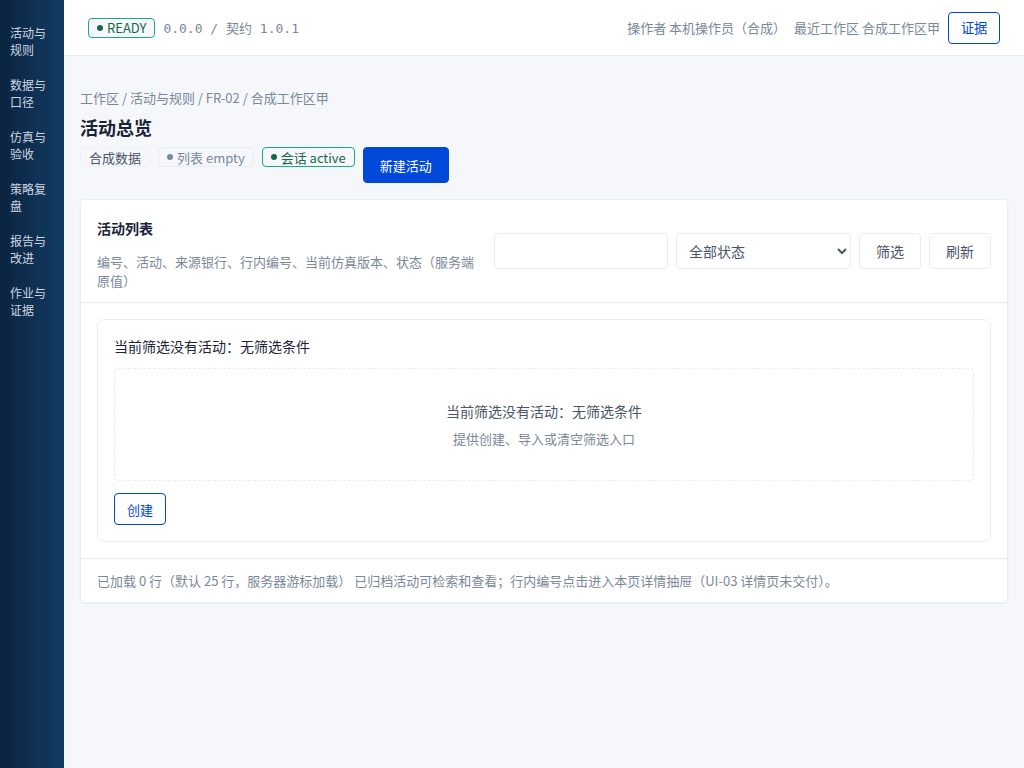 活动与
规则
数据与
口径
仿真与
验收
策略复
盘
报告与
改进
作业与
证据
READY 0.0.0 / 契约 1.0.1 操作者 本机操作员（合成） 最近工作区 合成工作区甲 证据
工作区 / 活动与规则 / FR-02 / 合成工作区甲
活动总览
合成数据 列表 empty 会话 active 新建活动
活动列表
编号、活动、来源银行、行内编号、当前仿真版本、状态（服务端
原值）
全部状态 筛选 刷新
当前筛选没有活动：无筛选条件
当前筛选没有活动：无筛选条件
提供创建、导入或清空筛选入口
创建
已加载 0 行（默认 25 行，服务器游标加载） 已归档活动可检索和查看；行内编号点击进入本页详情抽屉（UI-03 详情页未交付）。